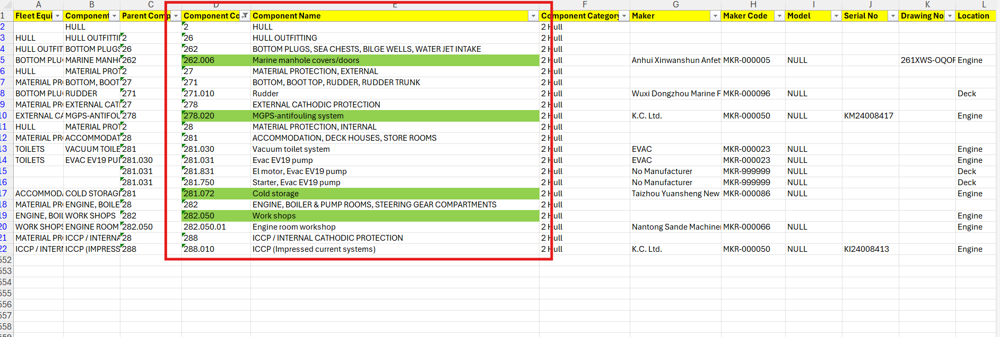 A B C D E F G H I J K L
1 Fleet Equi Component Parent Comp Component Co Component Name Component Category Maker Maker Code Model Serial No Drawing No Location
2 HULL 2 HULL 2 Hull
3 HULL HULL OUTFITTI 2 26 HULL OUTFITTING 2 Hull
4 HULL OUTFIT BOTTOM PLUGS 26 262 BOTTOM PLUGS, SEA CHESTS, BILGE WELLS, WATER JET INTAKE 2 Hull
5 BOTTOM PLU MARINE MANH 262 262.006 Marine manhole covers/doors 2 Hull Anhui Xinwanshun Anfet MKR-000005 NULL 261XWS-OQOF Engine
6 HULL MATERIAL PROT 2 27 MATERIAL PROTECTION, EXTERNAL 2 Hull
7 MATERIAL PR BOTTOM, BOOT 27 271 BOTTOM, BOOT TOP, RUDDER, RUDDER TRUNK 2 Hull
8 BOTTOM PLU RUDDER 271 271.010 Rudder 2 Hull Wuxi Dongzhou Marine F MKR-000096 NULL Deck
9 MATERIAL PR EXTERNAL CAT 27 278 EXTERNAL CATHODIC PROTECTION 2 Hull
10 EXTERNAL CA MGPS-ANTIFOU 278 278.020 MGPS-antifouling system 2 Hull K.C. Ltd. MKR-000050 NULL KM24008417 Engine
11 HULL MATERIAL PROT 2 28 MATERIAL PROTECTION, INTERNAL 2 Hull
12 MATERIAL PR ACCOMMODAT 28 281 ACCOMMODATION, DECK HOUSES, STORE ROOMS 2 Hull
13 TOILETS VACUUM TOILE 281 281.030 Vacuum toilet system 2 Hull EVAC MKR-000023 NULL Engine
14 TOILETS EVAC EV19 PU 281.030 281.031 Evac EV19 pump 2 Hull EVAC MKR-000023 NULL Engine
15 281.031 281.831 El motor, Evac EV19 pump 2 Hull No Manufacturer MKR-999999 NULL Deck
16 281.031 281.750 Starter, Evac EV19 pump 2 Hull No Manufacturer MKR-999999 NULL Deck
17 ACCOMMOD COLD STORAG 281 281.072 Cold storage 2 Hull Taizhou Yuansheng New MKR-000086 NULL Engine
18 MATERIAL PR ENGINE, BOILE 28 282 ENGINE, BOILER & PUMP ROOMS, STEERING GEAR COMPARTMENTS 2 Hull
19 ENGINE, BOIL WORK SHOPS 282 282.050 Work shops 2 Hull Engine
20 WORK SHOPS ENGINE ROOM 282.050 282.050.01 Engine room workshop 2 Hull Nantong Sande Machine MKR-000066 NULL Engine
21 MATERIAL PR ICCP / INTERNA 28 288 ICCP / INTERNAL CATHODIC PROTECTION 2 Hull
22 ICCP / INTERN ICCP (IMPRESS 288 288.010 ICCP (Impressed current systems) 2 Hull K.C. Ltd. MKR-000050 NULL KI24008413 Engine
552
553
554
555
556
557
558
559